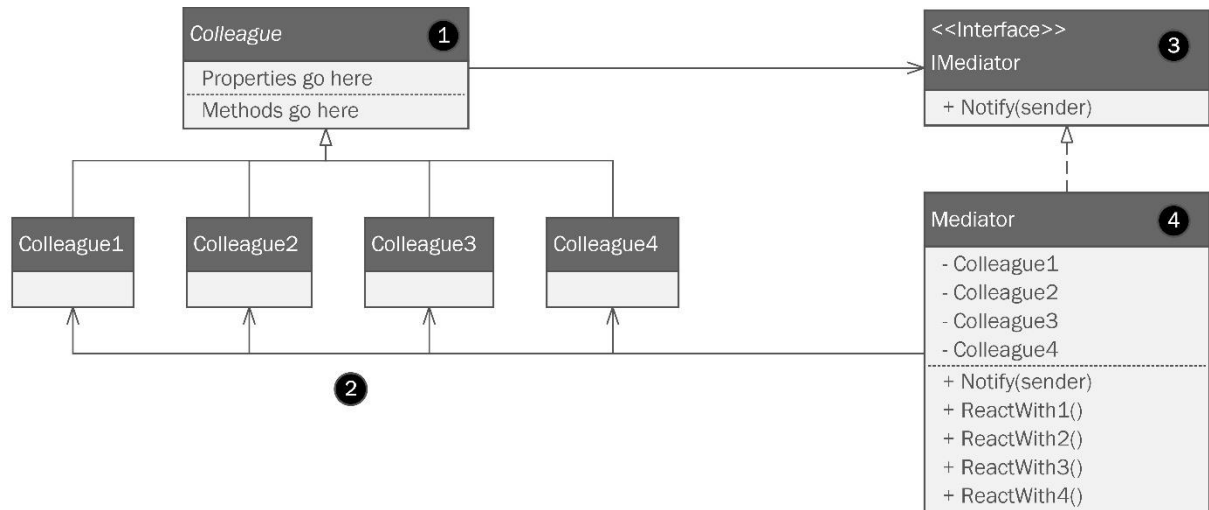 Colleague
1
Properties go here
Methods go here
<<Interface>>
IMediator
3
+ Notify(sender)
Colleague1
Colleague2
Colleague3
Colleague4
2
Mediator
4
- Colleague1
- Colleague2
- Colleague3
- Colleague4
+ Notify(sender)
+ ReactWith1()
+ ReactWith2()
+ ReactWith3()
+ ReactWith4()